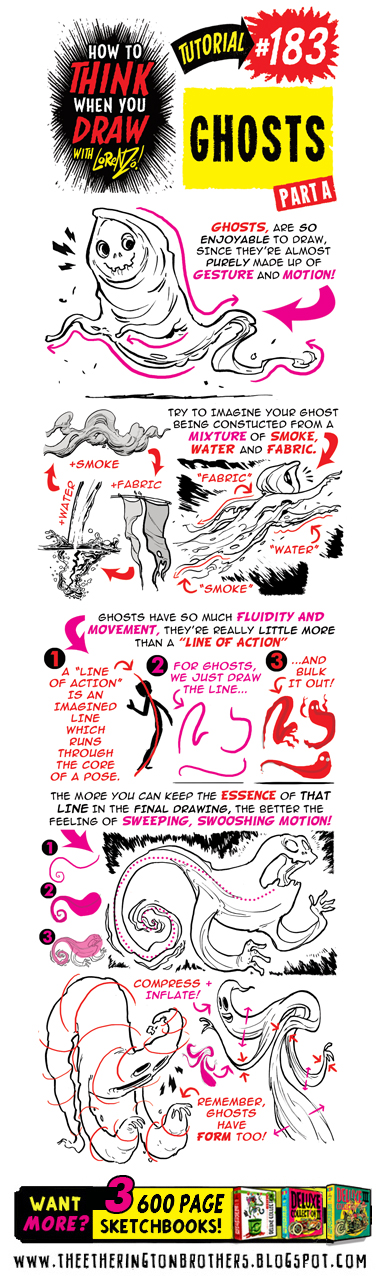 HOW TO
THINK
WHEN YOU
DRAW
WITH LORENZO!
TUTORIAL
#183
GHOSTS
PART A
GHOSTS, ARE SO
ENJOYABLE TO DRAW,
SINCE THEY'RE ALMOST
PURELY MADE UP OF
GESTURE AND MOTION!
TRY TO IMAGINE YOUR GHOST
BEING CONSTUCTED FROM A
MIXTURE OF SMOKE,
WATER AND FABRIC.
+SMOKE
+FABRIC
+WATER
"FABRIC"
"WATER"
"SMOKE"
GHOSTS HAVE SO MUCH FLUIDITY AND
MOVEMENT, THEY'RE REALLY LITTLE MORE
THAN A "LINE OF ACTION"
1
A "LINE
OF ACTION"
IS AN
IMAGINED
LINE
WHICH
RUNS
THROUGH
THE CORE
OF A POSE.
2
FOR GHOSTS,
WE JUST DRAW
THE LINE...
3
...AND
BULK
IT OUT!
THE MORE YOU CAN KEEP THE ESSENCE OF THAT
LINE IN THE FINAL DRAWING, THE BETTER THE
FEELING OF SWEEPING, SWOOSHING MOTION!
1
2
3
COMPRESS +
INFLATE!
REMEMBER,
GHOSTS
HAVE
FORM TOO!
WANT
MORE?
3 600 PAGE
SKETCHBOOKS!
DELUXE
COLLECTION
DELUXE
WWW.THEETHERINGTONBROTHERS.BLOGSPOT.COM